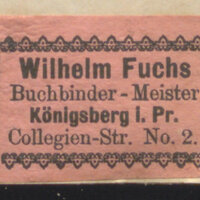 Wilhelm Fuchs
Buchbinder-Meister
Königsberg i. Pr.
Collegien-Str. No. 2.